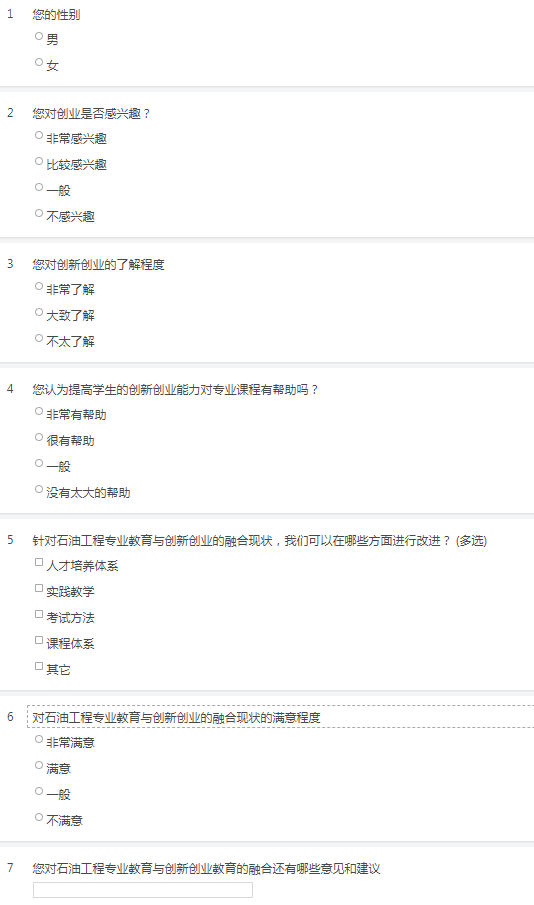 1 您的性别
男
女
2 您对创业是否感兴趣？
非常感兴趣
比较感兴趣
一般
不感兴趣
3 您对创新创业的了解程度
非常了解
大致了解
不太了解
4 您认为提高学生的创新创业能力对专业课程有帮助吗？
非常有帮助
很有帮助
一般
没有太大的帮助
5 针对石油工程专业教育与创新创业的融合现状，我们可以在哪些方面进行改进？ (多选)
人才培养体系
实践教学
考试方法
课程体系
其它
6 对石油工程专业教育与创新创业的融合现状的满意程度
非常满意
满意
一般
不满意
7 您对石油工程专业教育与创新创业教育的融合还有哪些意见和建议